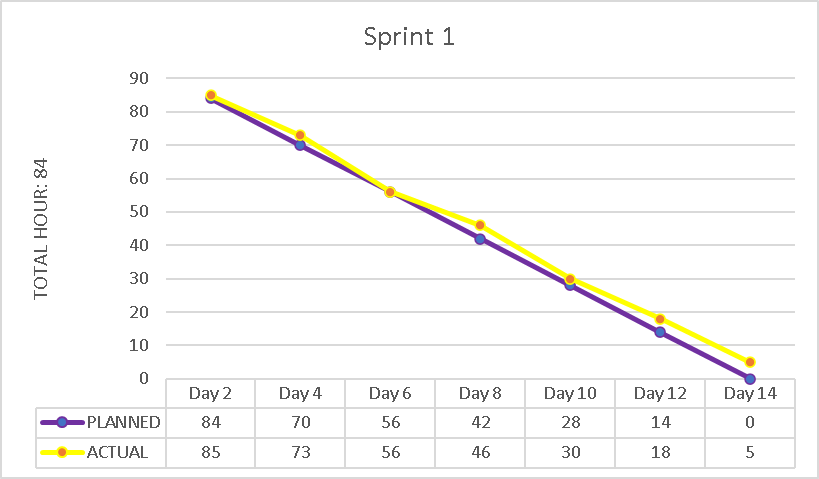 Sprint 1
TOTAL HOUR: 84
90
80
70
60
50
40
30
20
10
0
Day 2 Day 4 Day 6 Day 8 Day 10 Day 12 Day 14
PLANNED 84 70 56 42 28 14 0
ACTUAL 85 73 56 46 30 18 5